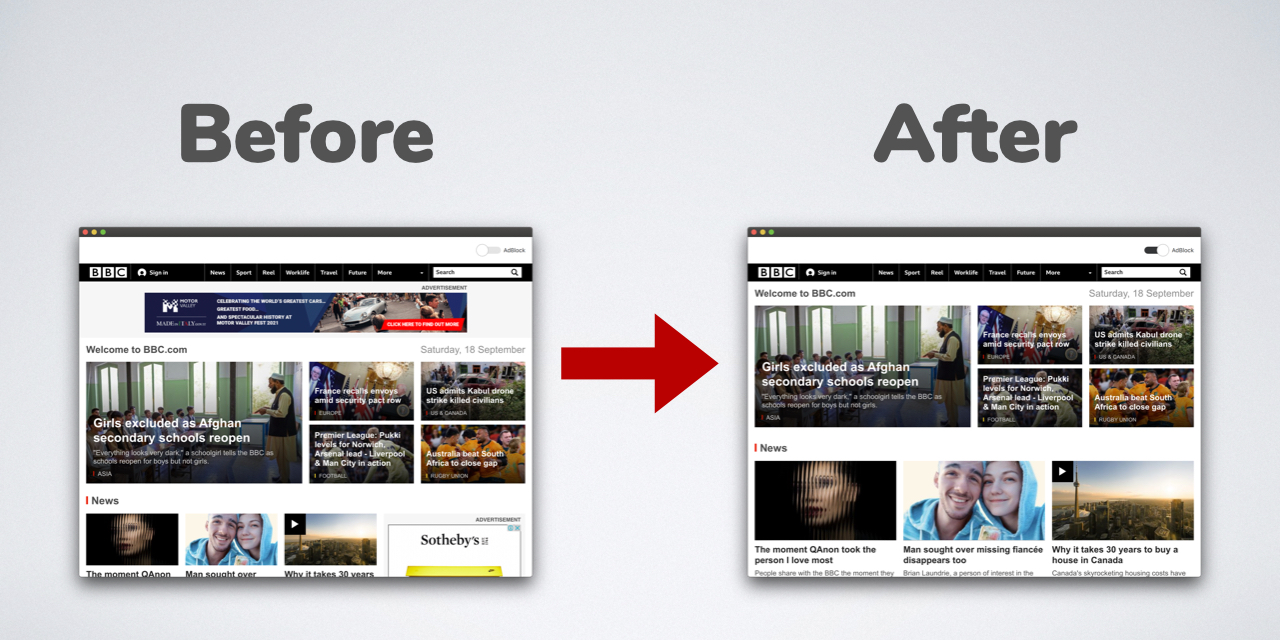 Before
After
AdBlock
BBC
Sign in
News
Sport
Reel
Worklife
Travel
Future
More
Search
ADVERTISEMENT
MOTOR
VALLEY
MADE in ITALY
CELEBRATING THE WORLD'S GREATEST CARS...
GREATEST FOOD...
AND SPECTACULAR HISTORY AT
MOTOR VALLEY FEST 2021
CLICK HERE TO FIND OUT MORE
Welcome to BBC.com
Saturday, 18 September
Girls excluded as Afghan
secondary schools reopen
"Everything looks very dark," a schoolgirl tells the BBC as
schools reopen for boys but not girls.
ASIA
France recalls envoys
amid security pact row
EUROPE
US admits Kabul drone
strike killed civilians
US & CANADA
Premier League: Pukki
levels for Norwich,
Arsenal lead - Liverpool
& Man City in action
FOOTBALL
Australia beat South
Africa to close gap
RUGBY UNION
News
The moment QAnon
Man sought over
Why it takes 30 years
ADVERTISEMENT
Sotheby's
AdBlock
BBC
Sign in
News
Sport
Reel
Worklife
Travel
Future
More
Search
Welcome to BBC.com
Saturday, 18 September
Girls excluded as Afghan
secondary schools reopen
"Everything looks very dark," a schoolgirl tells the BBC as
schools reopen for boys but not girls.
ASIA
France recalls envoys
amid security pact row
EUROPE
US admits Kabul drone
strike killed civilians
US & CANADA
Premier League: Pukki
levels for Norwich,
Arsenal lead - Liverpool
& Man City in action
FOOTBALL
Australia beat South
Africa to close gap
RUGBY UNION
News
The moment QAnon took the
person I love most
People share with the BBC the moment they
Man sought over missing fiancée
disappears too
Brian Laundrie, a person of interest in the
Why it takes 30 years to buy a
house in Canada
Canada's skyrocketing housing costs have